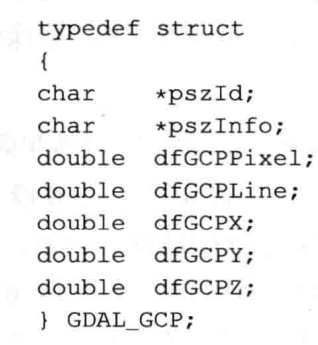 typedef struct
{
char *pszId;
char *pszInfo;
double dfGCPPixel;
double dfGCPLine;
double dfGCPX;
double dfGCPY;
double dfGCPZ;
} GDAL_GCP;